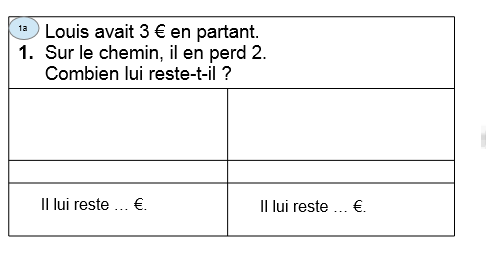 1a
Louis avait 3 € en partant.
1. Sur le chemin, il en perd 2.
Combien lui reste-t-il ?
Il lui reste … €.
Il lui reste … €.